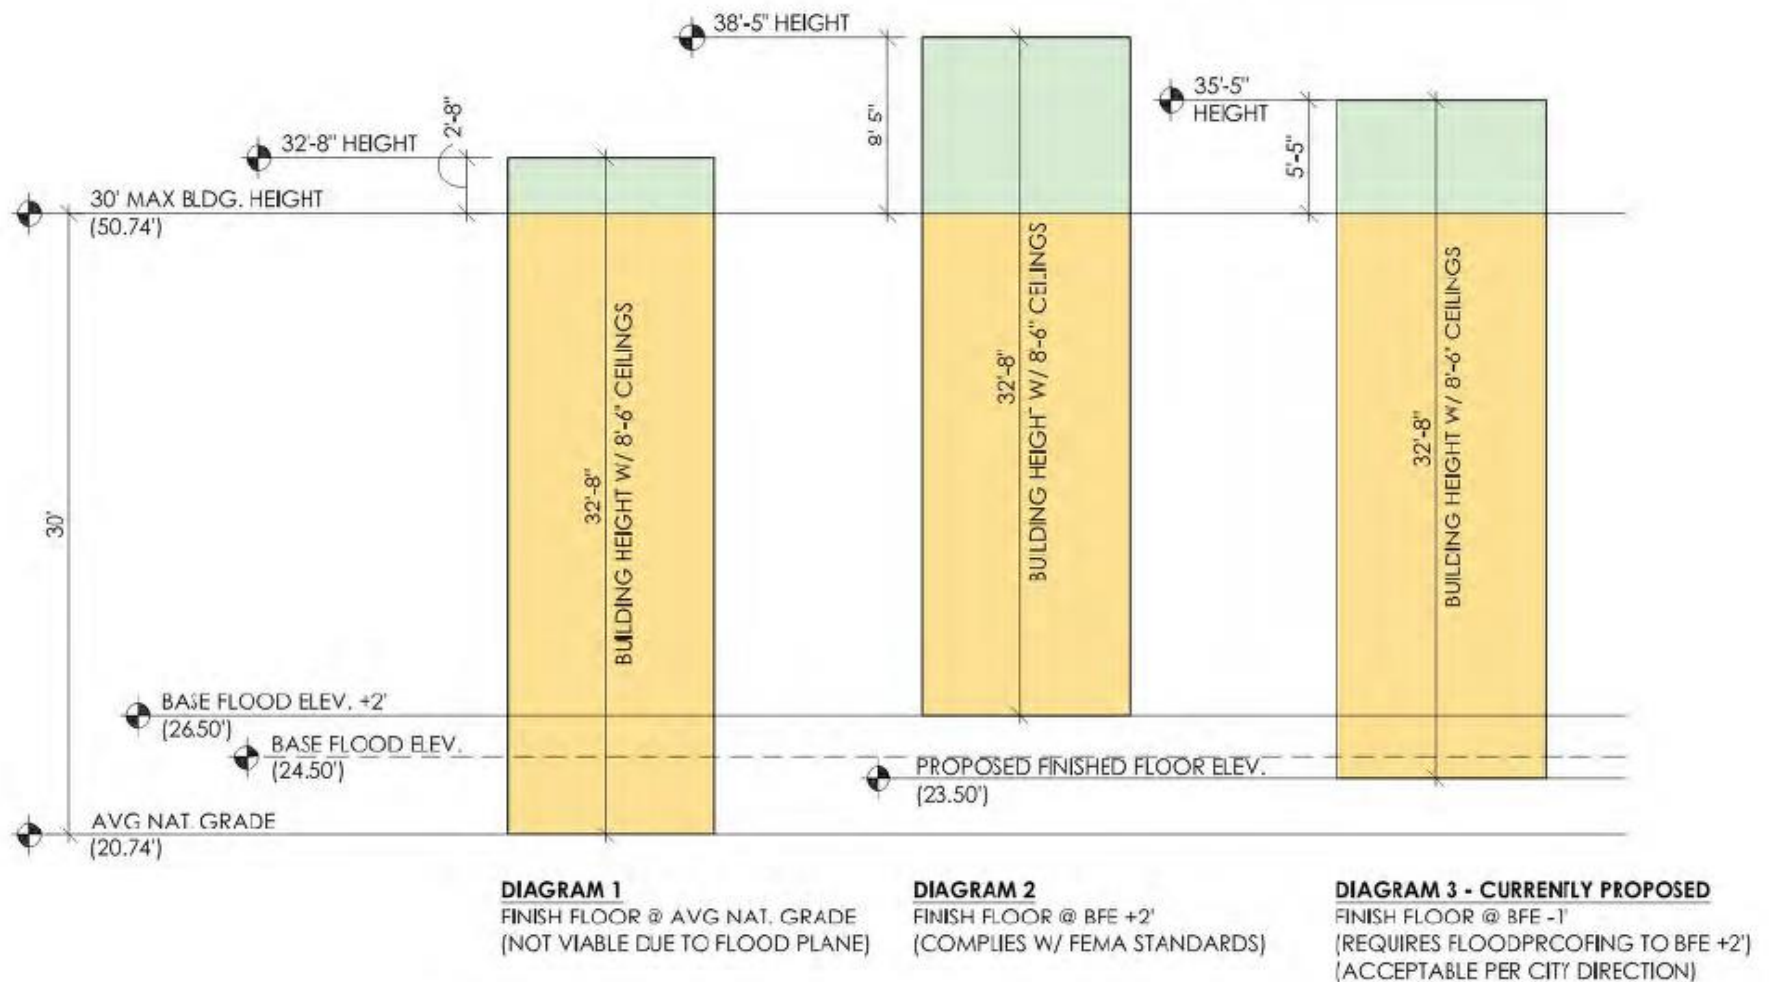 38'-5" HEIGHT
35'-5"
HEIGHT
32'-8" HEIGHT
2'-8"
8'-5"
5'-5"
30' MAX BLDG. HEIGHT
(50.74')
30'
32'-8"
BUILDING HEIGHT W/ 8'-6" CEILINGS
32'-8"
BUILDING HEIGHT W/ 8'-6" CEILINGS
32'-8"
BUILDING HEIGHT W/ 8'-6" CEILINGS
BASE FLOOD ELEV. +2'
(26.50')
BASE FLOOD ELEV.
(24.50')
PROPOSED FINISHED FLOOR ELEV.
(23.50')
AVG NAT. GRADE
(20.74')
DIAGRAM 1
FINISH FLOOR @ AVG NAT. GRADE
(NOT VIABLE DUE TO FLOOD PLANE)
DIAGRAM 2
FINISH FLOOR @ BFE +2'
(COMPLIES W/ FEMA STANDARDS)
DIAGRAM 3 - CURRENTLY PROPOSED
FINISH FLOOR @ BFE -1'
(REQUIRES FLOODPROOFING TO BFE +2')
(ACCEPTABLE PER CITY DIRECTION)